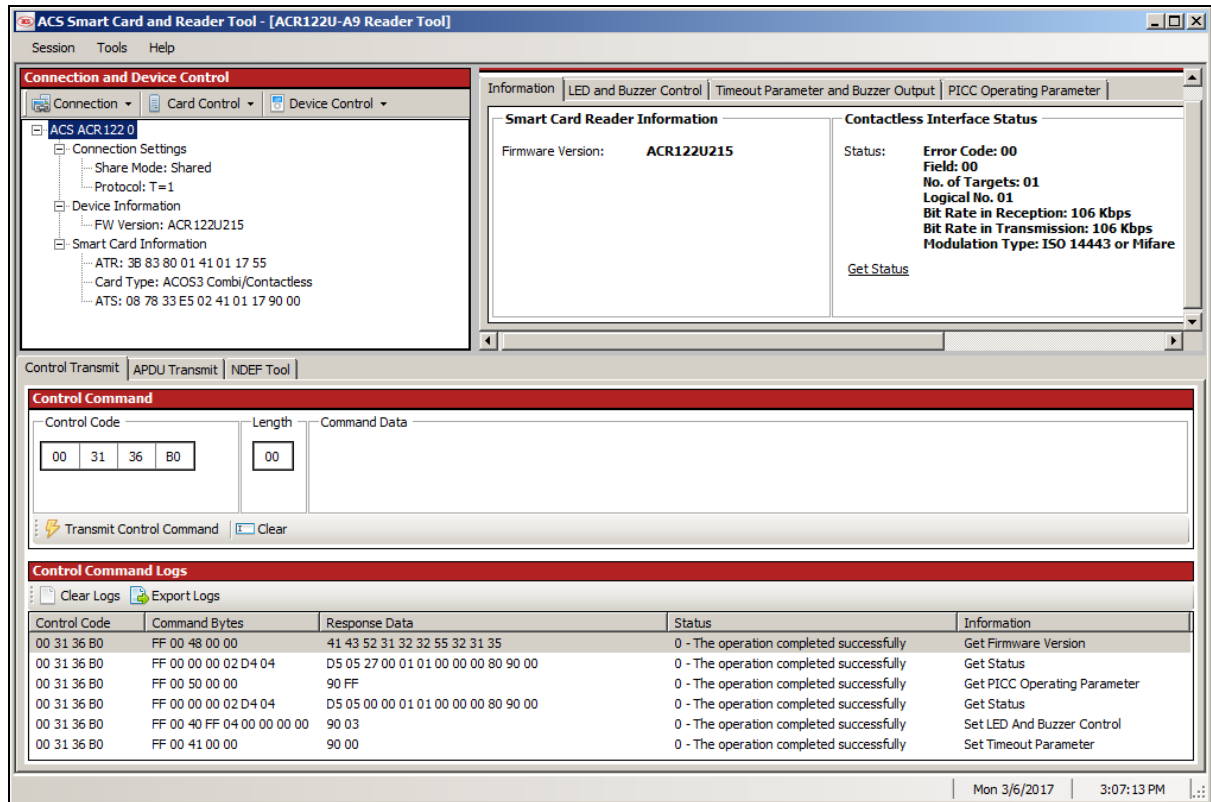 ACS Smart Card and Reader Tool - [ACR122U-A9 Reader Tool]
Session Tools Help
Connection and Device Control
Connection Card Control Device Control
ACS ACR122 0
Connection Settings
Share Mode: Shared
Protocol: T=1
Device Information
FW Version: ACR122U215
Smart Card Information
ATR: 3B 83 80 01 41 01 17 55
Card Type: ACOS3 Combi/Contactless
ATS: 08 78 33 E5 02 41 01 17 90 00
Information LED and Buzzer Control Timeout Parameter and Buzzer Output PICC Operating Parameter
Smart Card Reader Information
Firmware Version: ACR122U215
Contactless Interface Status
Status: Error Code: 00
Field: 00
No. of Targets: 01
Logical No. 01
Bit Rate in Reception: 106 Kbps
Bit Rate in Transmission: 106 Kbps
Modulation Type: ISO 14443 or Mifare
Get Status
Control Transmit APDU Transmit NDEF Tool
Control Command
Control Code Length Command Data
00 31 36 B0 00
Transmit Control Command Clear
Control Command Logs
Clear Logs Export Logs
Control Code Command Bytes Response Data Status Information
00 31 36 B0 FF 00 48 00 00 41 43 52 31 32 32 55 32 31 35 0 - The operation completed successfully Get Firmware Version
00 31 36 B0 FF 00 00 00 02 D4 04 D5 05 27 00 01 01 00 00 00 80 90 00 0 - The operation completed successfully Get Status
00 31 36 B0 FF 00 50 00 00 90 FF 0 - The operation completed successfully Get PICC Operating Parameter
00 31 36 B0 FF 00 00 00 02 D4 04 D5 05 00 00 01 01 00 00 00 80 90 00 0 - The operation completed successfully Get Status
00 31 36 B0 FF 00 40 FF 04 00 00 00 00 90 03 0 - The operation completed successfully Set LED And Buzzer Control
00 31 36 B0 FF 00 41 00 00 90 00 0 - The operation completed successfully Set Timeout Parameter
Mon 3/6/2017 3:07:13 PM